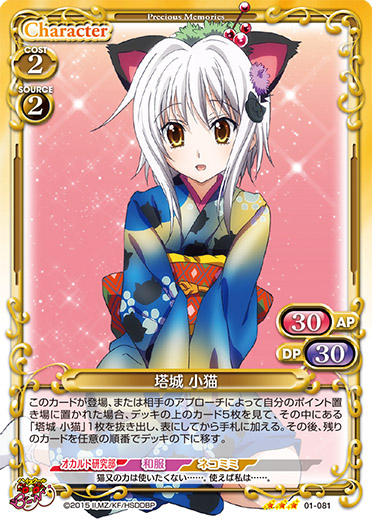 Precious Memories
Character
COST
2
SOURCE
2
30 AP
DP 30
塔城 小猫
このカードが登場、または相手のアプローチによって自分のポイント
置き場に置かれた場合、デッキの上のカード5枚を見て、その中にある
「塔城 小猫」1枚を抜き出し、表にしてから手札に加える。その後、残り
のカードを任意の順番でデッキの下に移す。
オカルト研究部 和服 ネコミミ
猫又の力は使いたくない……。使えば私は……。
©2015 II,MZ/KF/HSDDBP
01-081